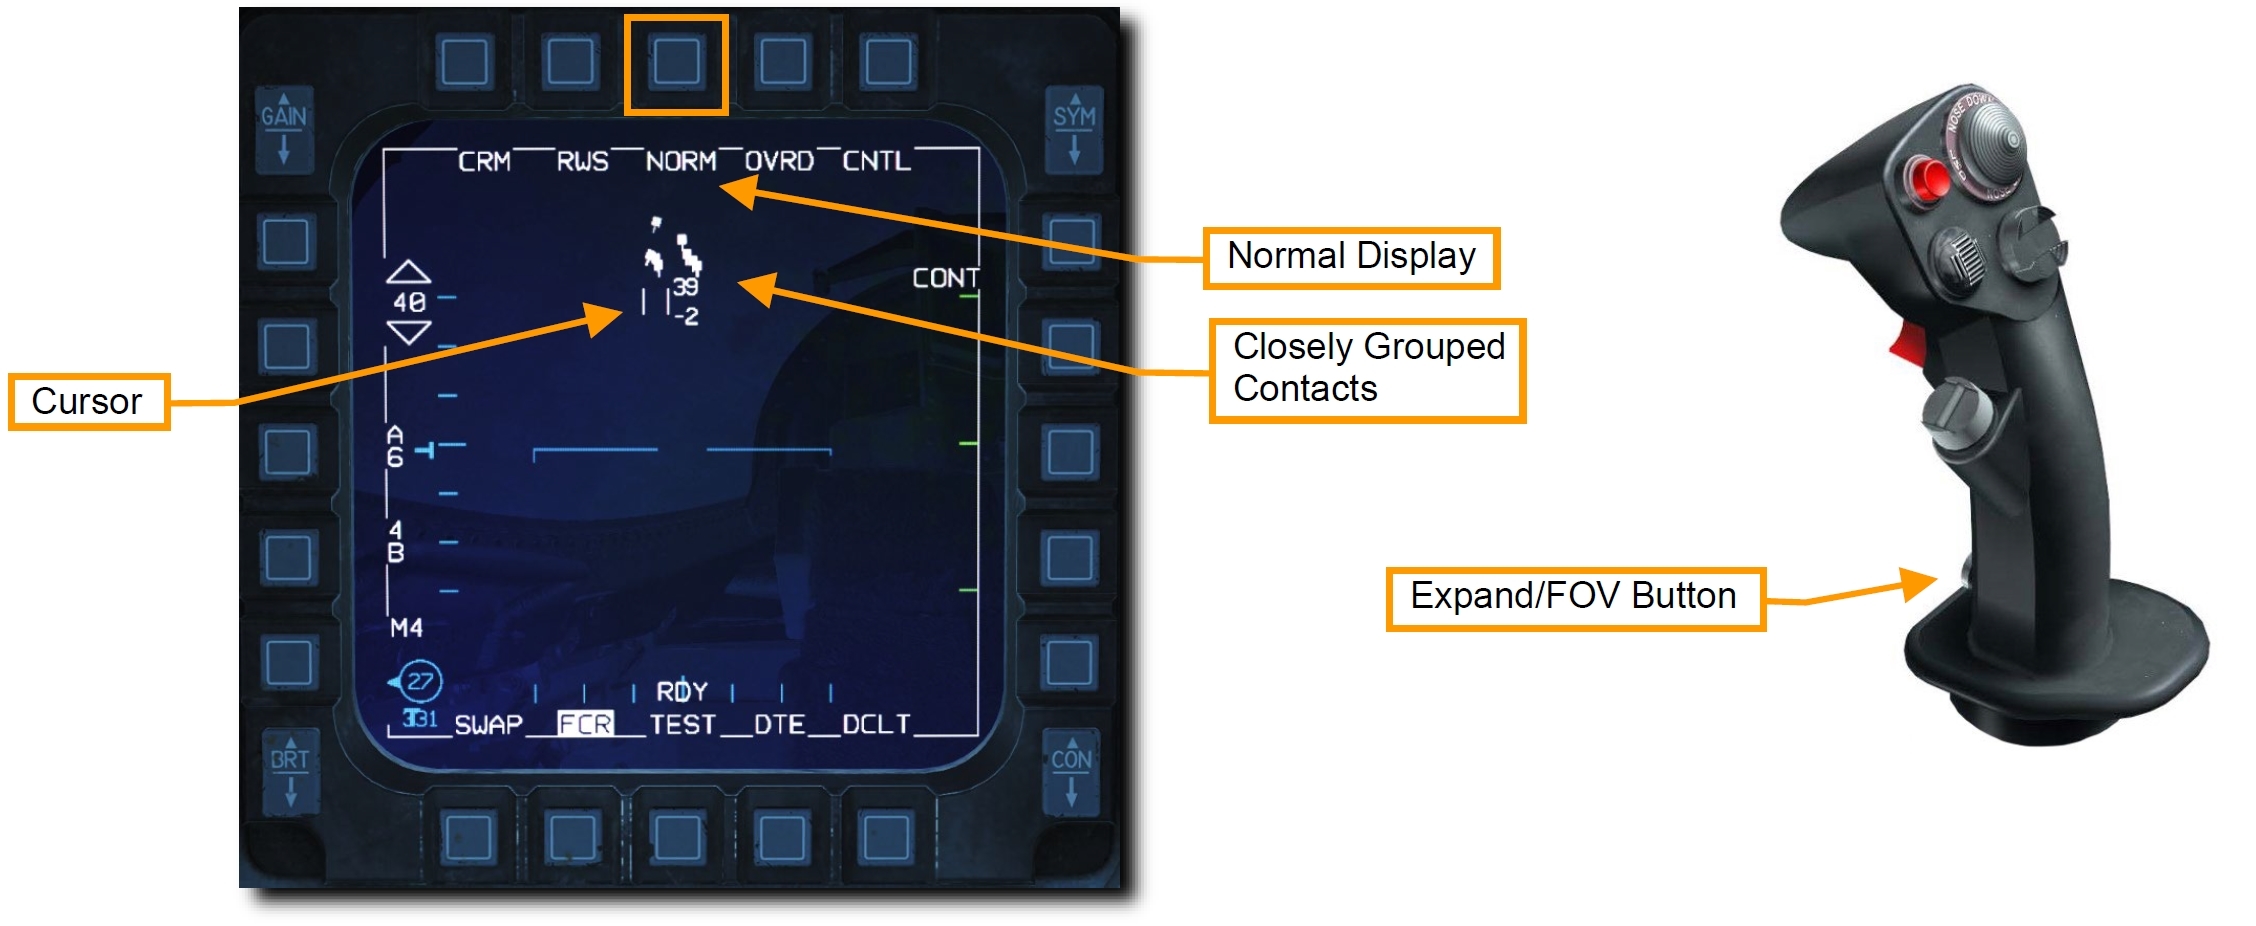 GAIN
SYM
CRM RWS NORM OVRD CNTL
Normal Display
CONT
39
40
-2
Closely Grouped
Contacts
Cursor
A
6
4
B
Expand/FOV Button
M4
27
RDY
SWAP FCR TEST DTE DCLT
BRT
CON
NOSE DOWN